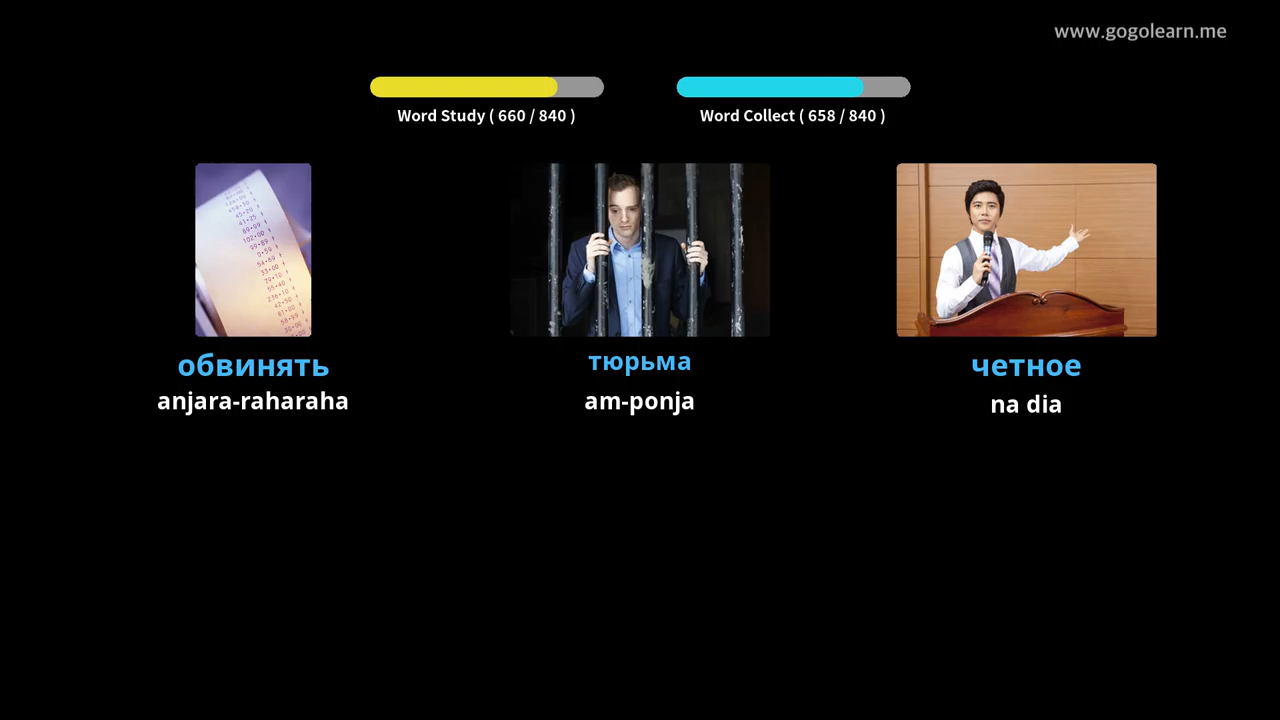 www.gogolearn.me
Word Study ( 660 / 840 )
Word Collect ( 658 / 840 )
обвинять
anjara-raharaha
тюрьма
am-ponja
четное
na dia